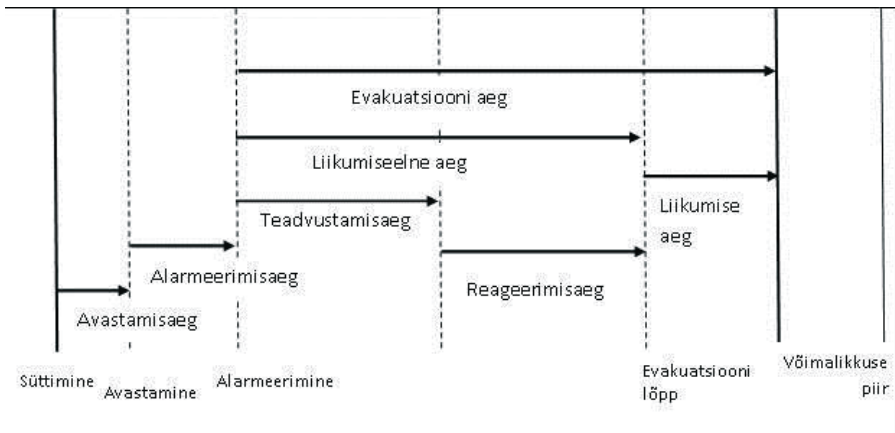 Evakuatsiooni aeg
Liikumiseelne aeg
Teadvustamisaeg
Liikumise
aeg
Alarmeerimisaeg
Reageerimisaeg
Avastamisaeg
Süttimine
Avastamine
Alarmeerimine
Evakuatsiooni
lõpp
Võimalikkuse
piir